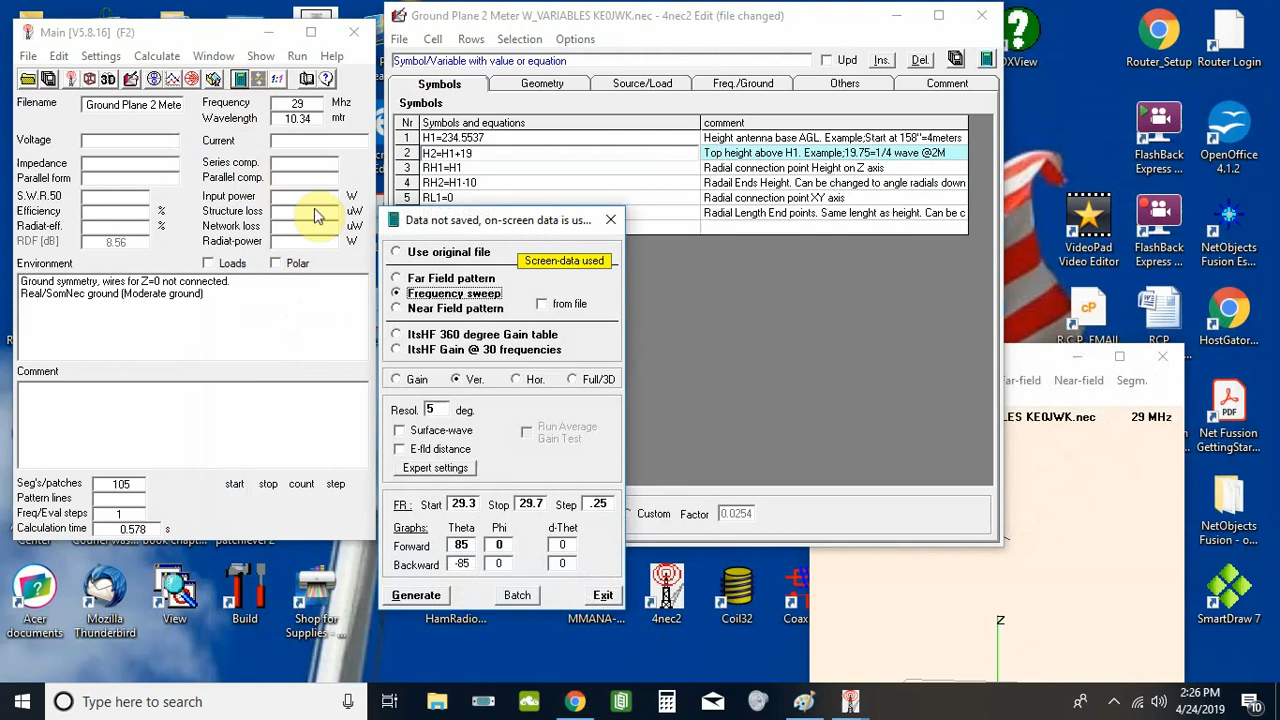 Main [V5.8.16] (F2)
File Edit Settings Calculate Window Show Run Help
3D
1:1
Filename Ground Plane 2 Mete
Frequency 29 Mhz
Wavelength 10.34 mtr
Voltage
Current
Impedance
Series comp.
Parallel form
Parallel comp.
S.W.R.50
Input power W
Efficiency %
Structure loss uW
Radiat-eff. %
Network loss uW
RDF [dB] 8.56
Radiat-power W
Environment
Loads
Polar
Ground symmetry, wires for Z=0 not connected.
Real/SomNec ground (Moderate ground)
Comment
Seg's/patches 105
start stop count step
Pattern lines
Freq/Eval steps 1
Calculation time 0.578 s
Ground Plane 2 Meter W_VARIABLES KE0JWK.nec - 4nec2 Edit (file changed)
File Cell Rows Selection Options
Symbol/Variable with value or equation
Upd
Ins.
Del.
Symbols Geometry Source/Load Freq./Ground Others Comment
Symbols
Nr Symbols and equations comment
1 H1=234.5537 Height antenna base AGL. Example;Start at 158"=4meters
2 H2=H1+19 Top height above H1. Example;19.75=1/4 wave @2M
3 RH1=H1 Radial connection point Height on Z axis
4 RH2=H1-10 Radail Ends Height. Can be changed to angle radials down
5 RL1=0 Radial connection point XY axis
Radial Length End points. Same lenght as height. Can be c
Custom Factor 0.0254
Data not saved, on-screen data is us...
Use original file
Screen-data used
Far Field pattern
Frequency sweep
from file
Near Field pattern
ItsHF 360 degree Gain table
ItsHF Gain @ 30 frequencies
Gain Ver. Hor. Full/3D
Resol. 5 deg.
Surface-wave
Run Average Gain Test
E-fld distance
Expert settings
FR : Start 29.3 Stop 29.7 Step .25
Graphs: Theta Phi d-Thet
Forward 85 0 0
Backward -85 0 0
Generate Batch Exit
ar-field Near-field Segm.
BLES KE0JWK.nec 29 MHz
Z
DXView
Router_Setup
Router Login
FlashBack Express ...
OpenOffice 4.1.2
VideoPad Video Editor
FlashBack Express ...
NetObjects Fusion Es...
R.C.P. EMAIL
RCP
HostGator...
PDF
Net Fussion GettingStar...
NetObjects Fusion - o...
SmartDraw 7
Acer documents
Mozilla Thunderbird
View
Build
Shop for Supplies - ...
HamRadio...
MMANA-...
4nec2
Coil32
Coax
Type here to search
2:26 PM
4/24/2019
10